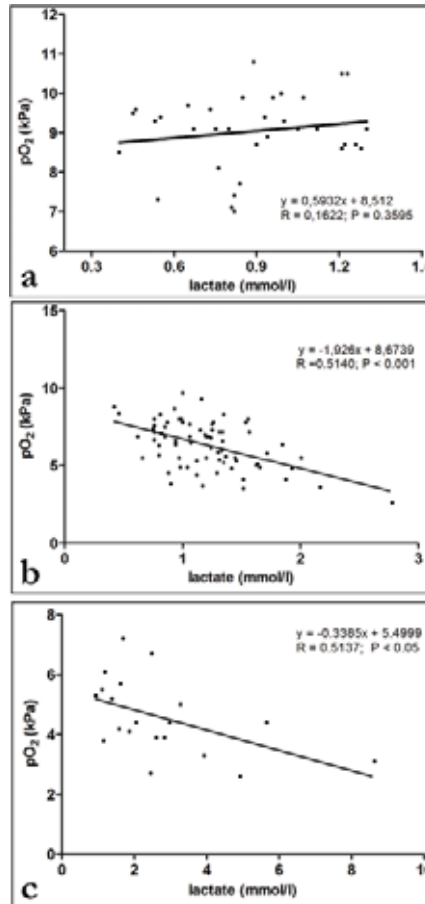 12
11
10
9
8
7
6
pO₂ (kPa)
y = 0,5932x + 8,512
R = 0,1622; P = 0.3595
0.3 0.6 0.9 1.2 1.
lactate (mmol/l)
a
15
10
5
0
pO₂ (kPa)
y = -1,926x + 8,6739
R =0.5140; P < 0.001
0 1 2 3
lactate (mmol/l)
b
8
6
4
2
0
pO₂ (kPa)
y = -0.3385x + 5.4999
R = 0.5137; P < 0.05
0 2 4 6 8 10
lactate (mmol/l)
c